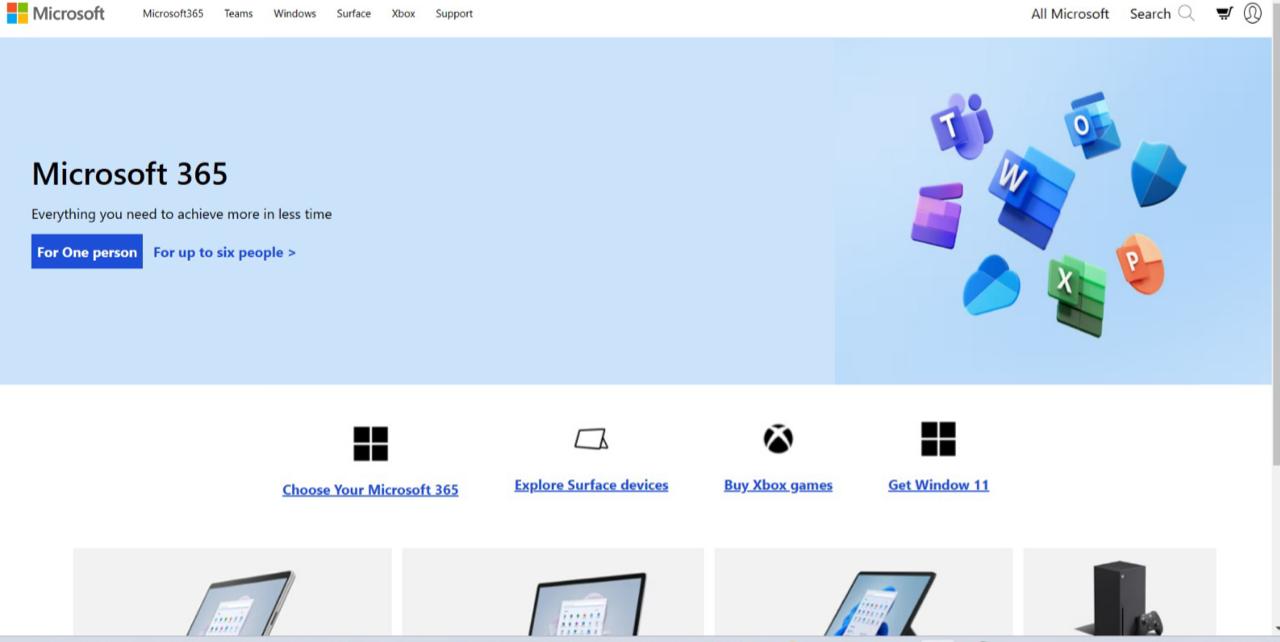 Microsoft Microsoft365 Teams Windows Surface Xbox Support All Microsoft Search
T
O
W
Microsoft 365
Everything you need to achieve more in less time
For One person For up to six people >
P
X
Choose Your Microsoft 365 Explore Surface devices Buy Xbox games Get Window 11